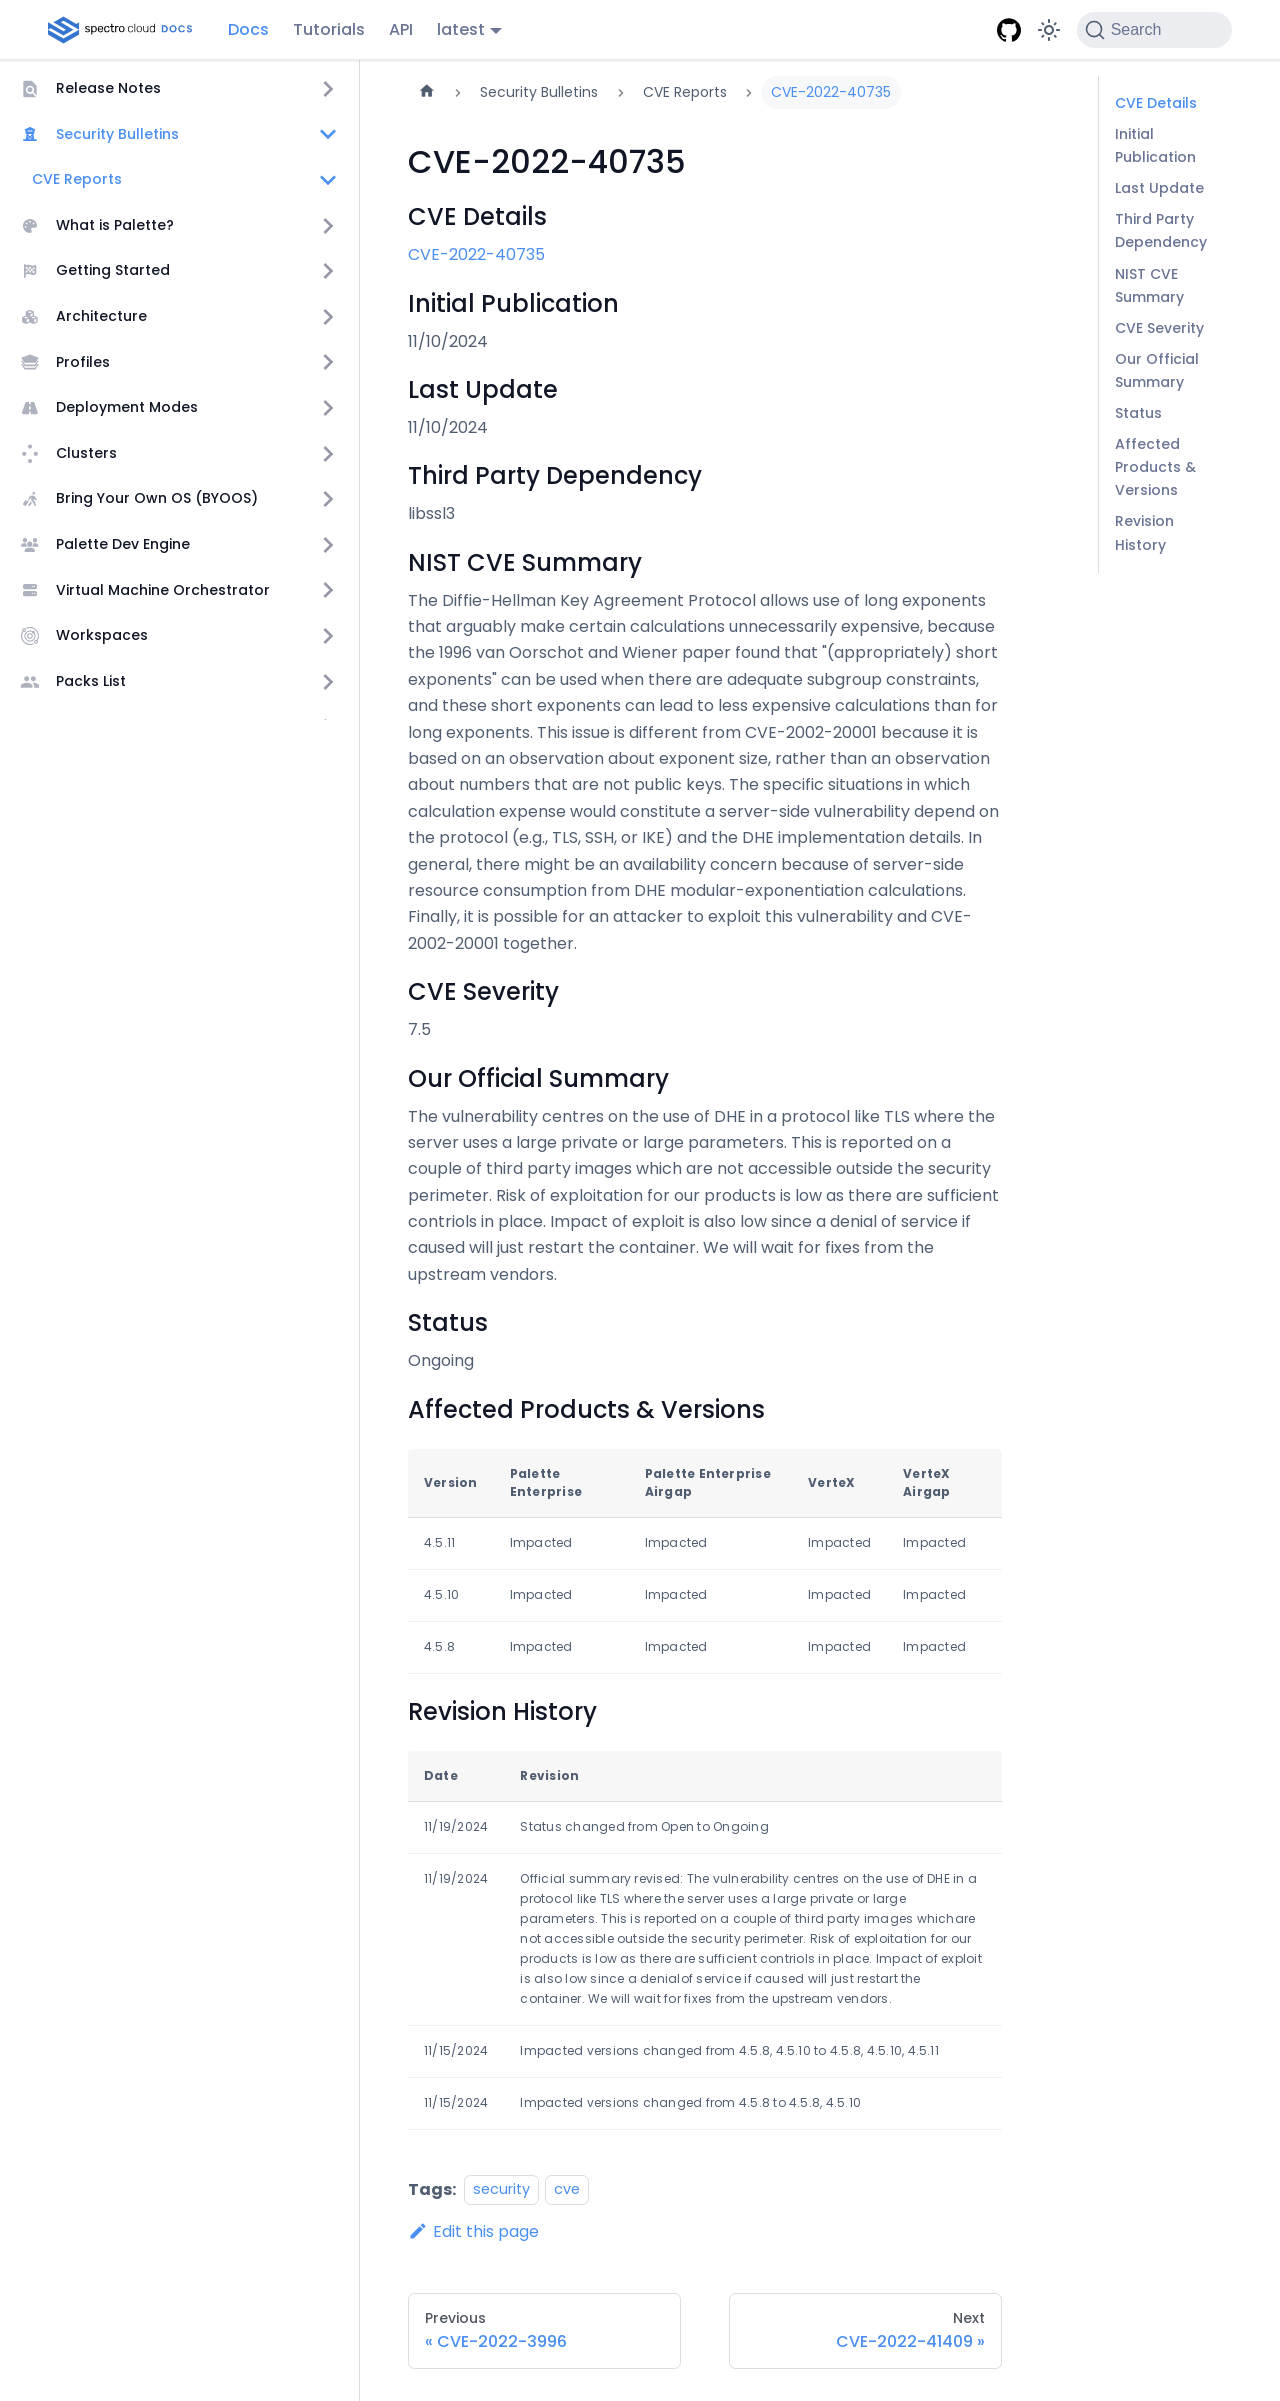 spectro cloud DOCS
Docs
Tutorials
API
latest
Search
Release Notes
Security Bulletins
CVE Reports
What is Palette?
Getting Started
Architecture
Profiles
Deployment Modes
Clusters
Bring Your Own OS (BYOOS)
Palette Dev Engine
Virtual Machine Orchestrator
Workspaces
Packs List
Security Bulletins
CVE Reports
CVE-2022-40735
CVE-2022-40735
CVE Details
CVE-2022-40735
Initial Publication
11/10/2024
Last Update
11/10/2024
Third Party Dependency
libssl3
NIST CVE Summary
The Diffie-Hellman Key Agreement Protocol allows use of long exponents
that arguably make certain calculations unnecessarily expensive, because
the 1996 van Oorschot and Wiener paper found that "(appropriately) short
exponents" can be used when there are adequate subgroup constraints,
and these short exponents can lead to less expensive calculations than for
long exponents. This issue is different from CVE-2002-20001 because it is
based on an observation about exponent size, rather than an observation
about numbers that are not public keys. The specific situations in which
calculation expense would constitute a server-side vulnerability depend on
the protocol (e.g., TLS, SSH, or IKE) and the DHE implementation details. In
general, there might be an availability concern because of server-side
resource consumption from DHE modular-exponentiation calculations.
Finally, it is possible for an attacker to exploit this vulnerability and CVE-
2002-20001 together.
CVE Severity
7.5
Our Official Summary
The vulnerability centres on the use of DHE in a protocol like TLS where the
server uses a large private or large parameters. This is reported on a
couple of third party images which are not accessible outside the security
perimeter. Risk of exploitation for our products is low as there are sufficient
contriols in place. Impact of exploit is also low since a denial of service if
caused will just restart the container. We will wait for fixes from the
upstream vendors.
Status
Ongoing
Affected Products & Versions
Version
Palette Enterprise
Palette Enterprise Airgap
VerteX
VerteX Airgap
4.5.11 Impacted Impacted Impacted Impacted
4.5.10 Impacted Impacted Impacted Impacted
4.5.8 Impacted Impacted Impacted Impacted
Revision History
Date Revision
11/19/2024 Status changed from Open to Ongoing
11/19/2024 Official summary revised: The vulnerability centres on the use of DHE in a
protocol like TLS where the server uses a large private or large
parameters. This is reported on a couple of third party images whichare
not accessible outside the security perimeter. Risk of exploitation for our
products is low as there are sufficient contriols in place. Impact of exploit
is also low since a denialof service if caused will just restart the
container. We will wait for fixes from the upstream vendors.
11/15/2024 Impacted versions changed from 4.5.8, 4.5.10 to 4.5.8, 4.5.10, 4.5.11
11/15/2024 Impacted versions changed from 4.5.8 to 4.5.8, 4.5.10
Tags: security cve
Edit this page
Previous
« CVE-2022-3996
Next
CVE-2022-41409 »
CVE Details
Initial
Publication
Last Update
Third Party
Dependency
NIST CVE
Summary
CVE Severity
Our Official
Summary
Status
Affected
Products &
Versions
Revision
History